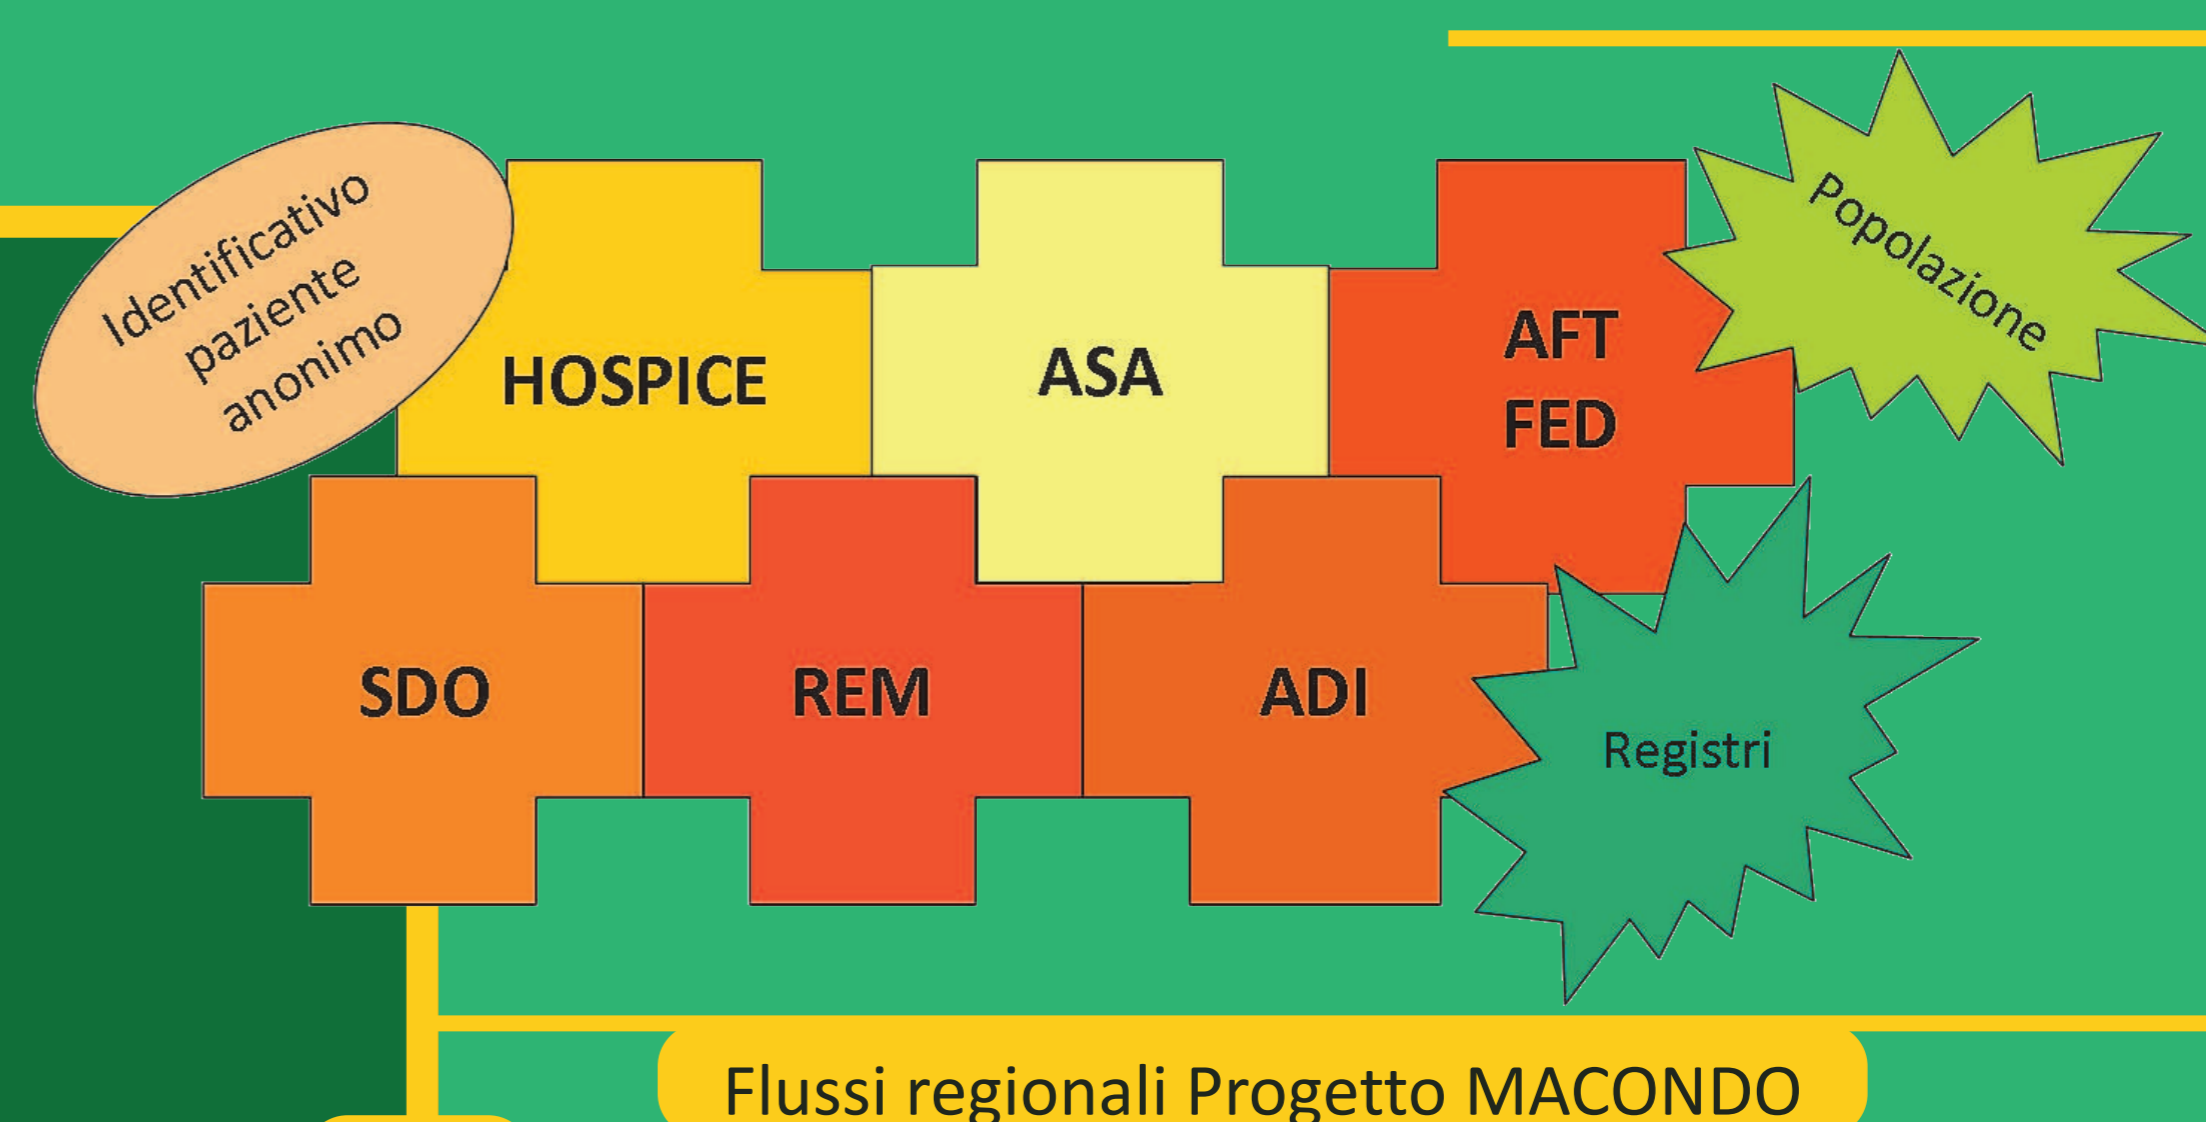 Identificativo
paziente
anonimo
HOSPICE
ASA
AFT
FED
Popolazione
SDO
REM
ADI
Registri
Flussi regionali Progetto MACONDO